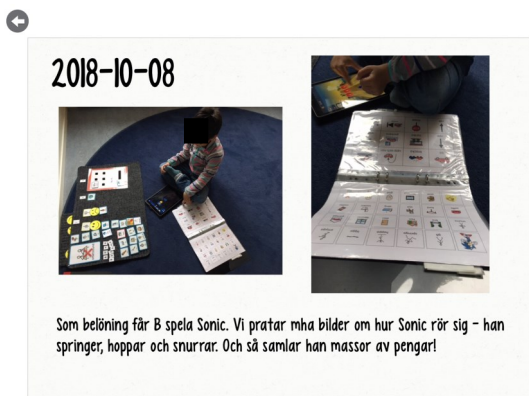 2018-10-08
Som belöning får B spela Sonic. Vi pratar mha bilder om hur Sonic rör sig - han
springer, hoppar och snurrar. Och så samlar han massor av pengar!